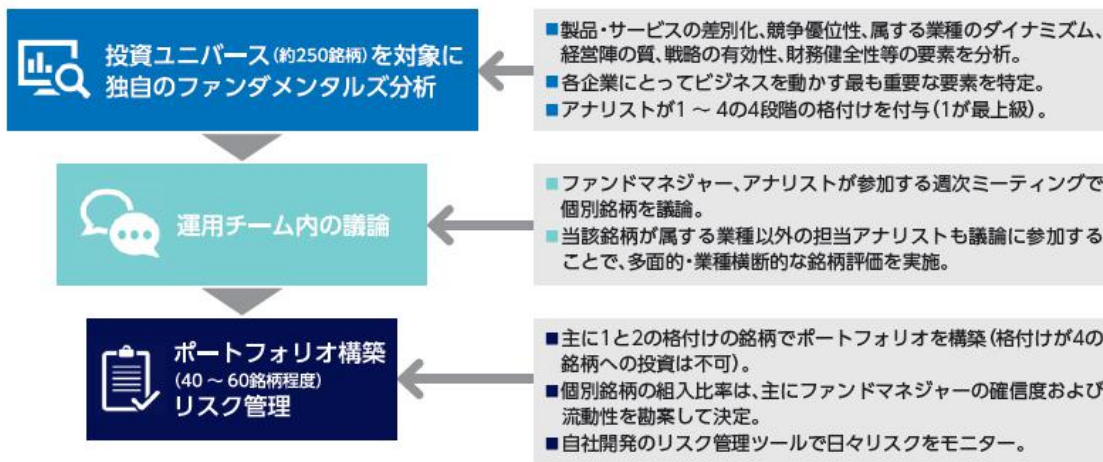 投資ユニバース(約250銘柄)を対象に
独自のファンダメンタルズ分析
■製品・サービスの差別化、競争優位性、属する業種のダイナミズム、
経営陣の質、戦略の有効性、財務健全性等の要素を分析。
■各企業にとってビジネスを動かす最も重要な要素を特定。
■アナリストが1 ～ 4の4段階の格付けを付与(1が最上級)。
運用チーム内の議論
■ファンドマネジャー、アナリストが参加する週次ミーティングで
個別銘柄を議論。
■当該銘柄が属する業種以外の担当アナリストも議論に参加する
ことで、多面的・業種横断的な銘柄評価を実施。
ポートフォリオ構築
(40 ～ 60銘柄程度)
リスク管理
■主に1と2の格付けの銘柄でポートフォリオを構築(格付けが4の
銘柄への投資は不可)。
■個別銘柄の組入比率は、主にファンドマネジャーの確信度および
流動性を勘案して決定。
■自社開発のリスク管理ツールで日々リスクをモニター。